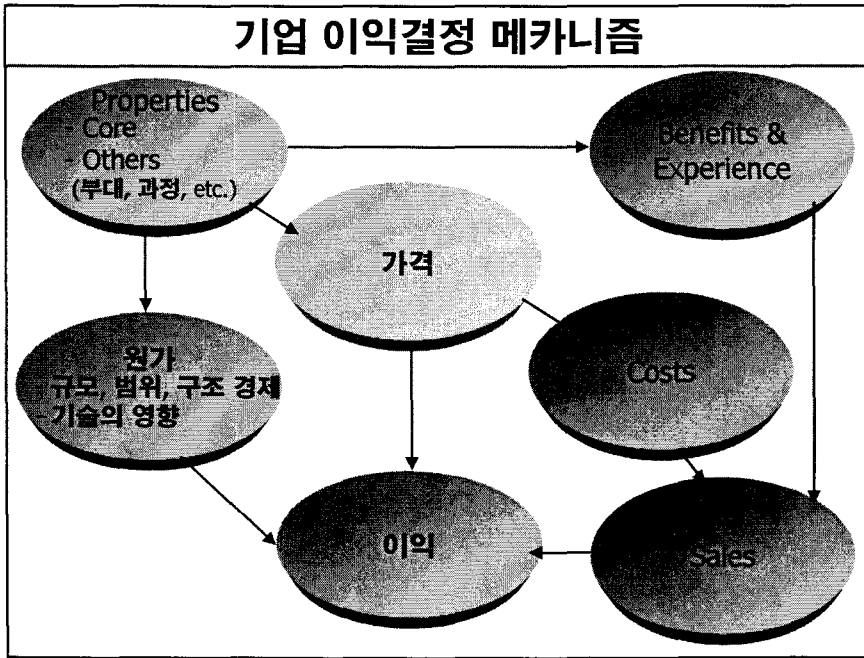 기업 이익결정 메카니즘
Properties
- Core
- Others
(부대, 과정, etc.)
Benefits &
Experience
가격
원가
- 규모, 범위, 구조 경제
- 기술의 영향
Costs
이익
Sales